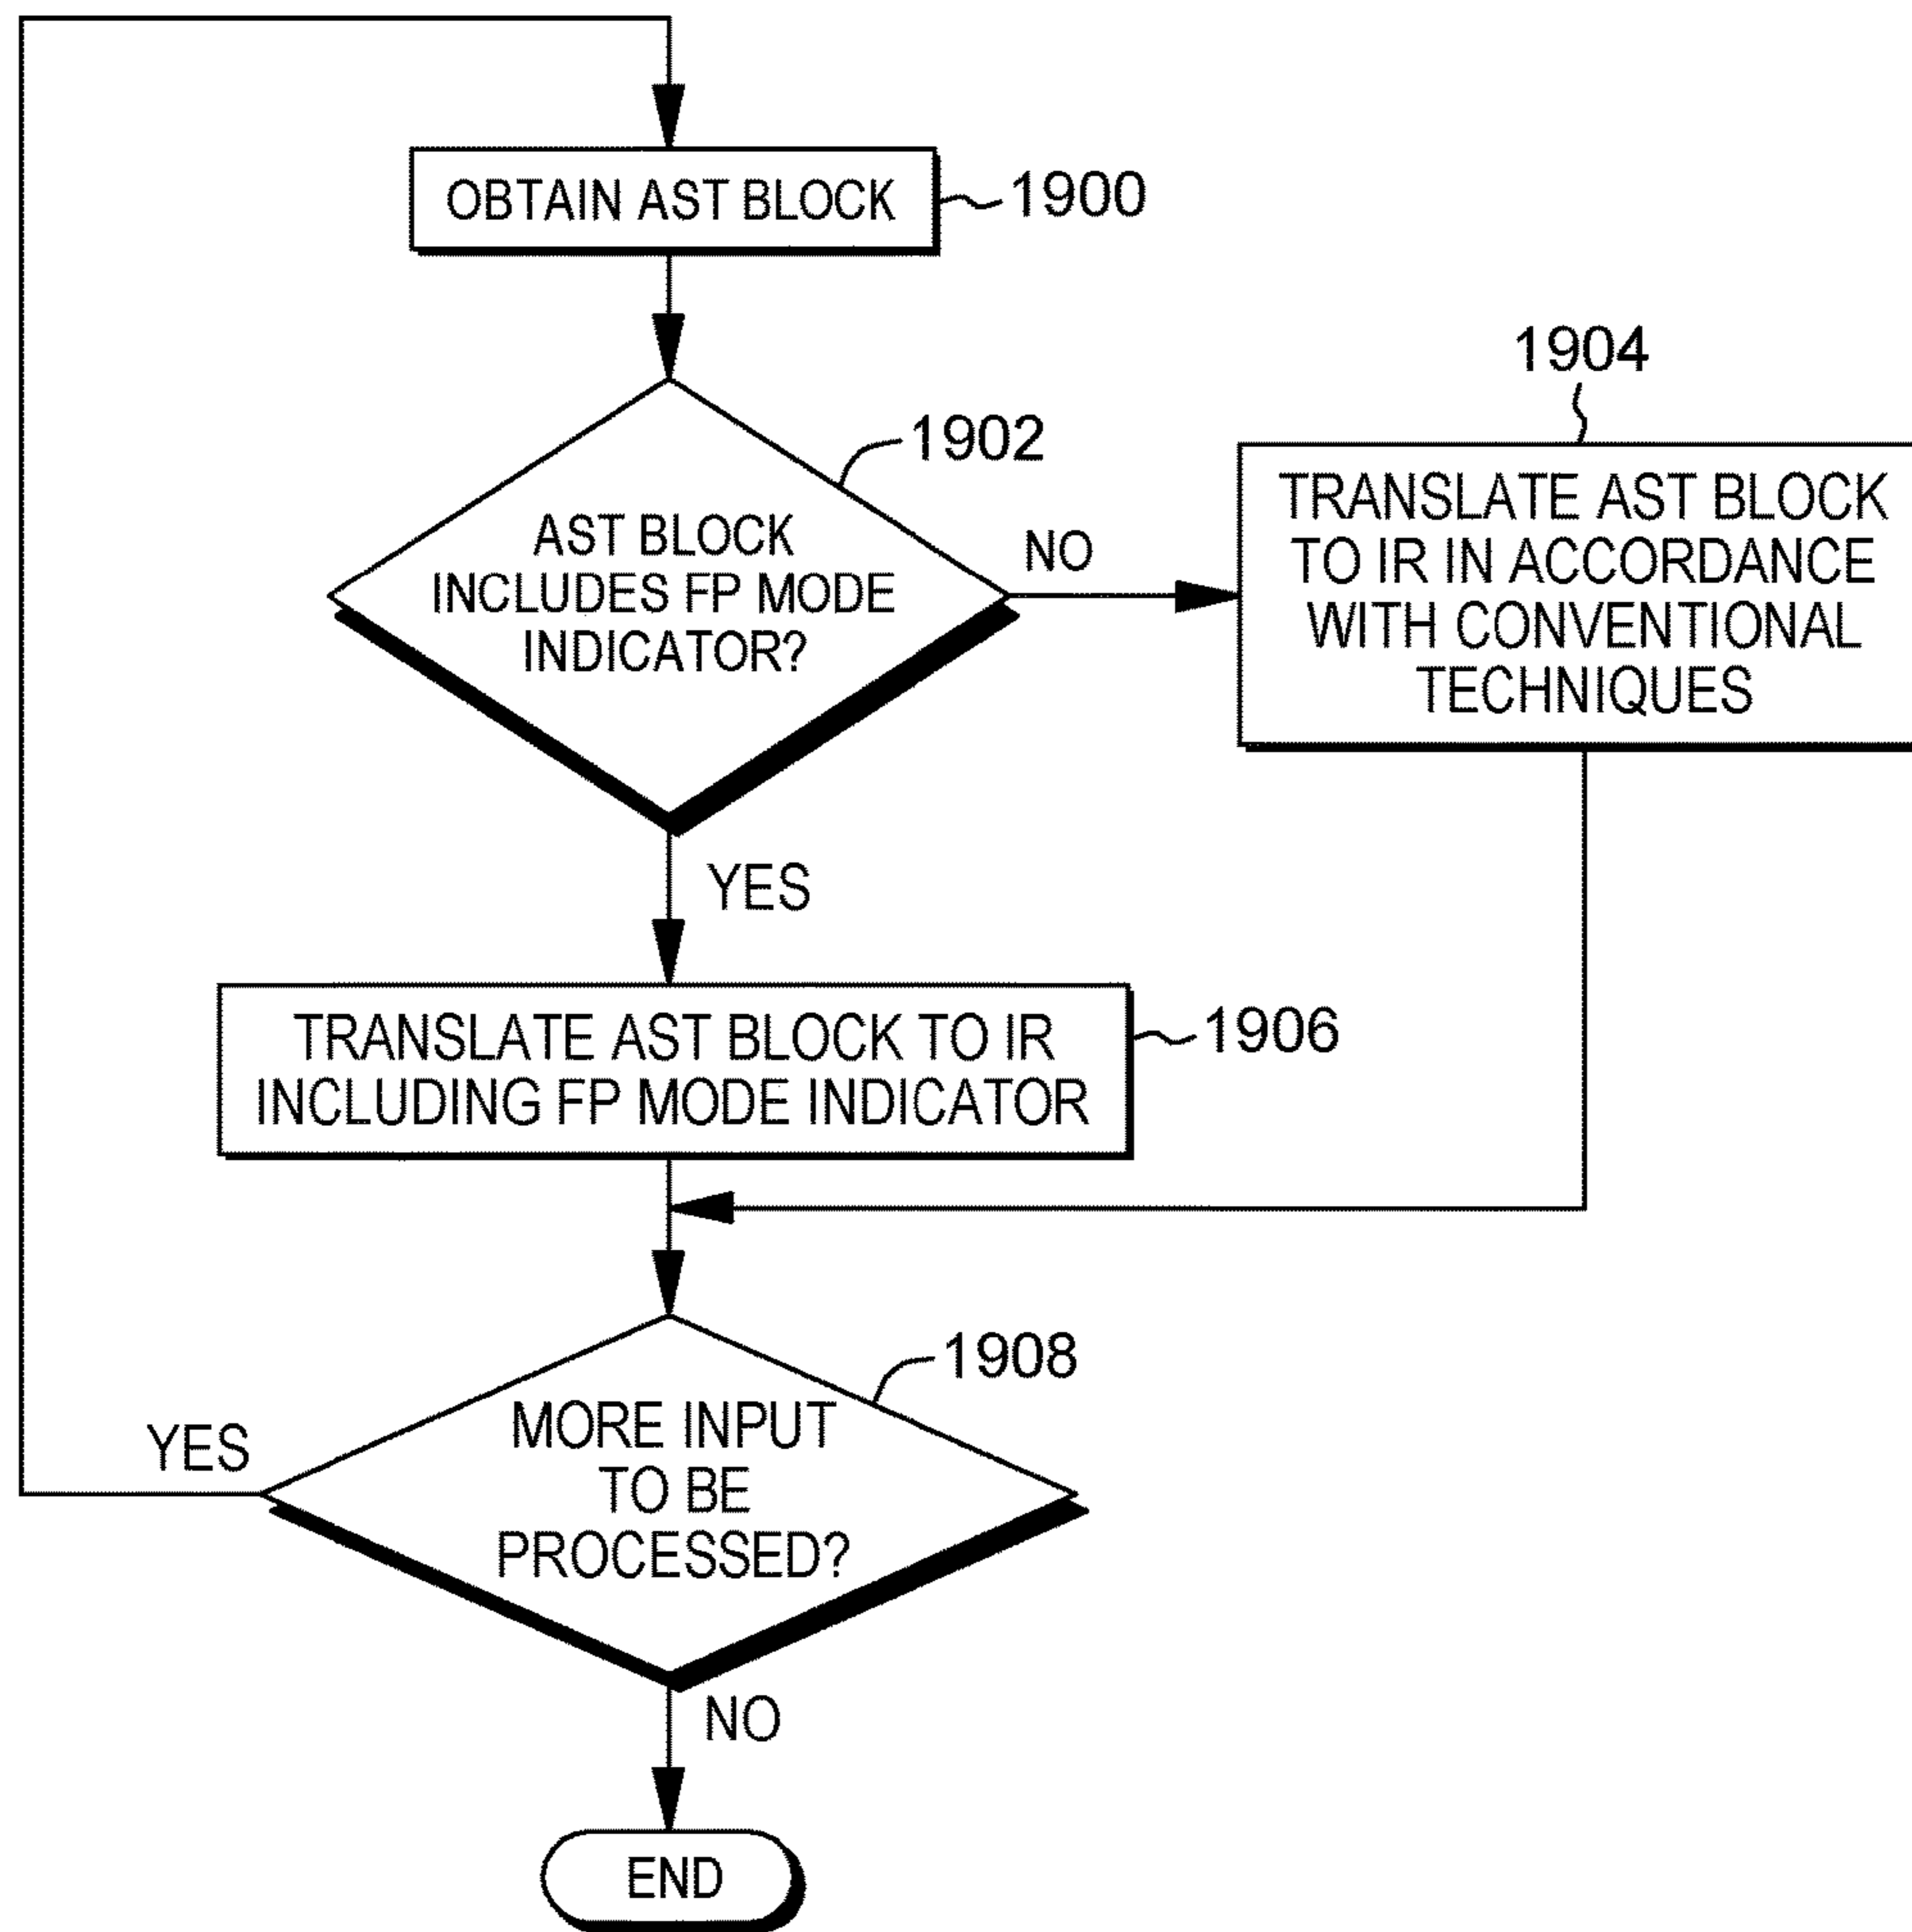 OBTAIN AST BLOCK
1900
1902
AST BLOCK
INCLUDES FP MODE
INDICATOR?
NO
1904
TRANSLATE AST BLOCK
TO IR IN ACCORDANCE
WITH CONVENTIONAL
TECHNIQUES
YES
TRANSLATE AST BLOCK TO IR
INCLUDING FP MODE INDICATOR
1906
1908
MORE INPUT
TO BE
PROCESSED?
YES
NO
END